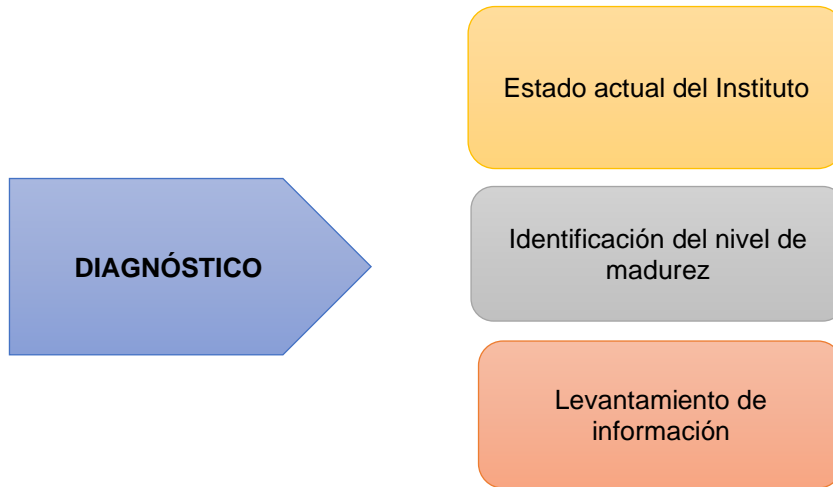 Estado actual del Instituto
DIAGNÓSTICO
Identificación del nivel de
madurez
Levantamiento de
información